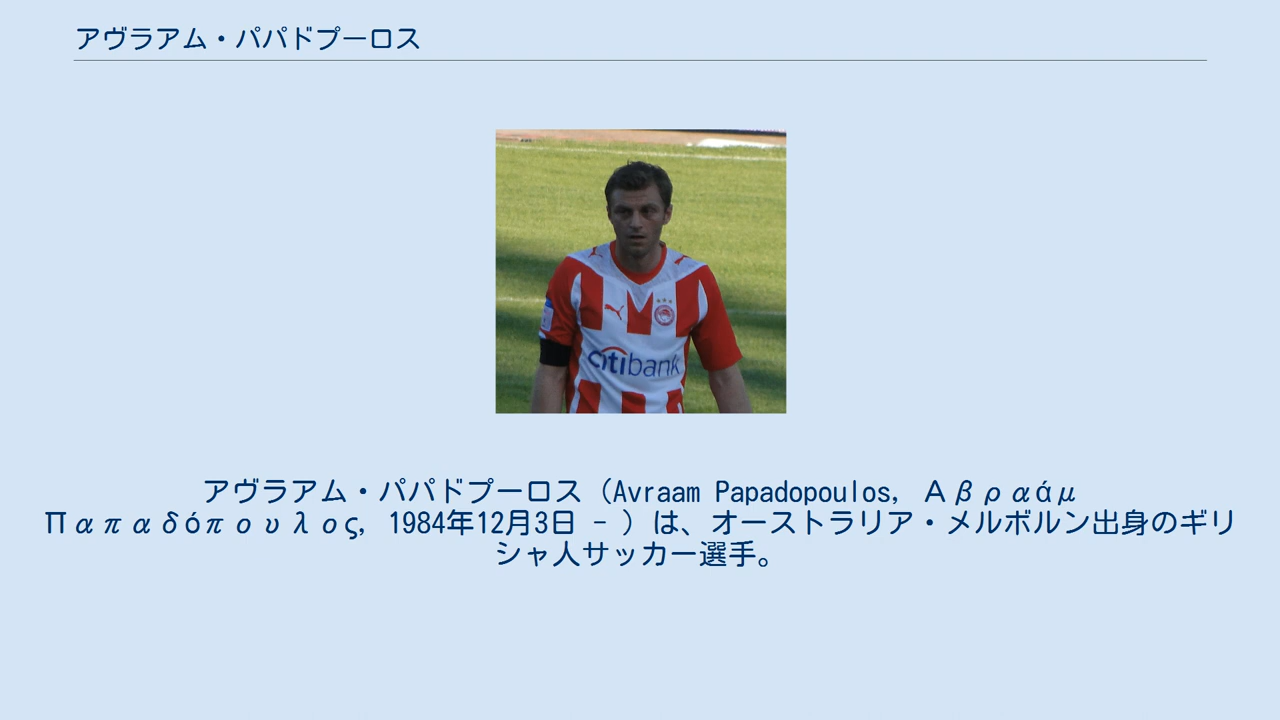 アヴラアム・パパドプーロス
citibank
アヴラアム・パパドプーロス（Avraam Papadopoulos, Αβραάμ
Παπαδόπουλος, 1984年12月3日 - ）は、オーストラリア・メルボルン出身のギリ
シャ人サッカー選手。